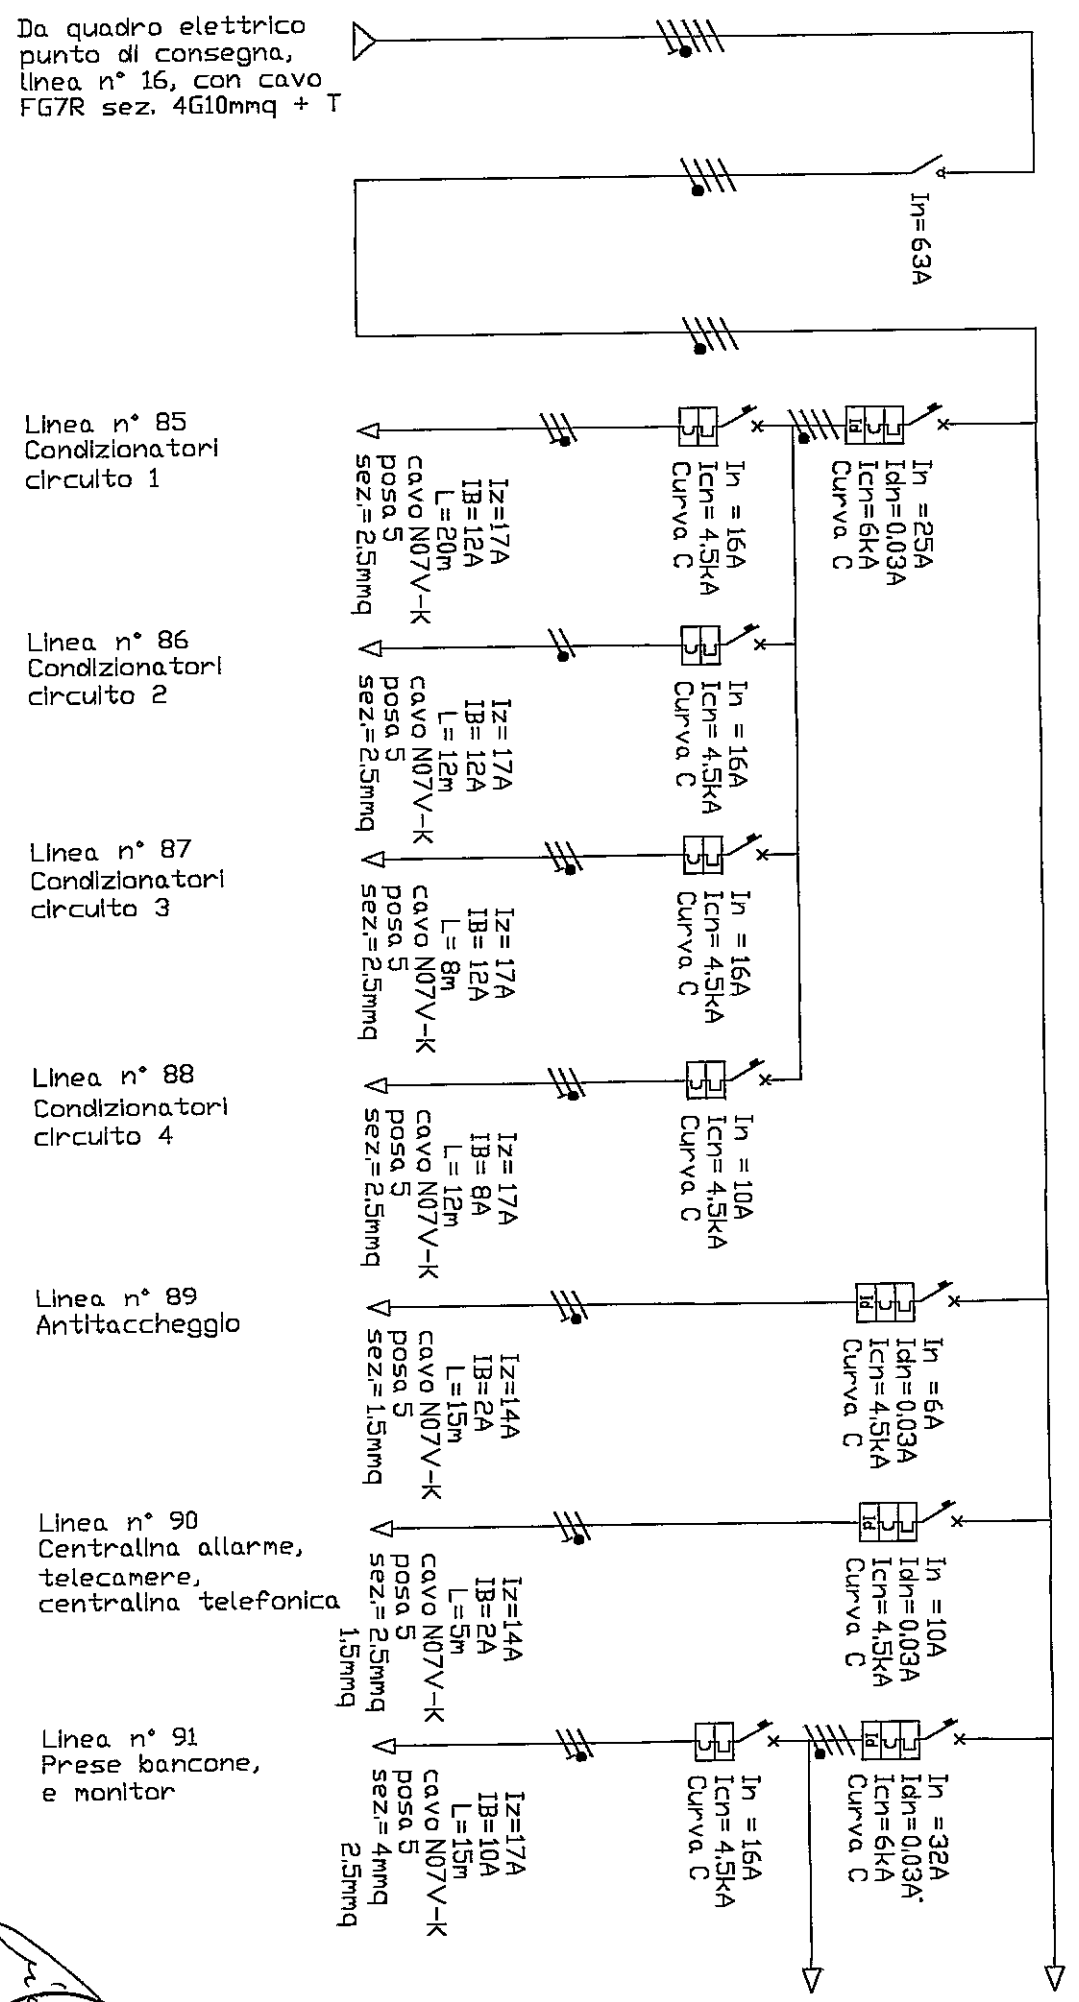 Da quadro elettrico
punto di consegna,
linea n° 16, con cavo
FG7R sez. 4G10mmq + T
In=63A
Linea n° 85
Condizionatori
circuito 1
In =25A
Idn=0.03A
Icn=6kA
Curva C
In =16A
Icn=4.5kA
Curva C
Iz=17A
IB=12A
L=20m
cavo N07V-K
posa 5
sez.=2.5mmq
Linea n° 86
Condizionatori
circuito 2
In =16A
Icn=4.5kA
Curva C
Iz=17A
IB=12A
L=12m
cavo N07V-K
posa 5
sez.=2.5mmq
Linea n° 87
Condizionatori
circuito 3
In =16A
Icn=4.5kA
Curva C
Iz=17A
IB=12A
L=8m
cavo N07V-K
posa 5
sez.=2.5mmq
Linea n° 88
Condizionatori
circuito 4
In =10A
Icn=4.5kA
Curva C
Iz=17A
IB=8A
L=12m
cavo N07V-K
posa 5
sez.=2.5mmq
Linea n° 89
Antitaccheggio
In =6A
Idn=0.03A
Icn=4.5kA
Curva C
Id
Iz=14A
IB=2A
L=15m
cavo N07V-K
posa 5
sez.=1.5mmq
Linea n° 90
Centralina allarme,
telecamere,
centralina telefonica
In =10A
Idn=0.03A
Icn=4.5kA
Curva C
Id
Iz=14A
IB=2A
L=5m
cavo N07V-K
posa 5
sez.=2.5mmq
1.5mmq
Linea n° 91
Prese bancone,
e monitor
In =32A
Idn=0.03A
Icn=6kA
Curva C
Id
In =16A
Icn=4.5kA
Curva C
Iz=17A
IB=10A
L=15m
cavo N07V-K
posa 5
sez.=4mmq
2.5mmq